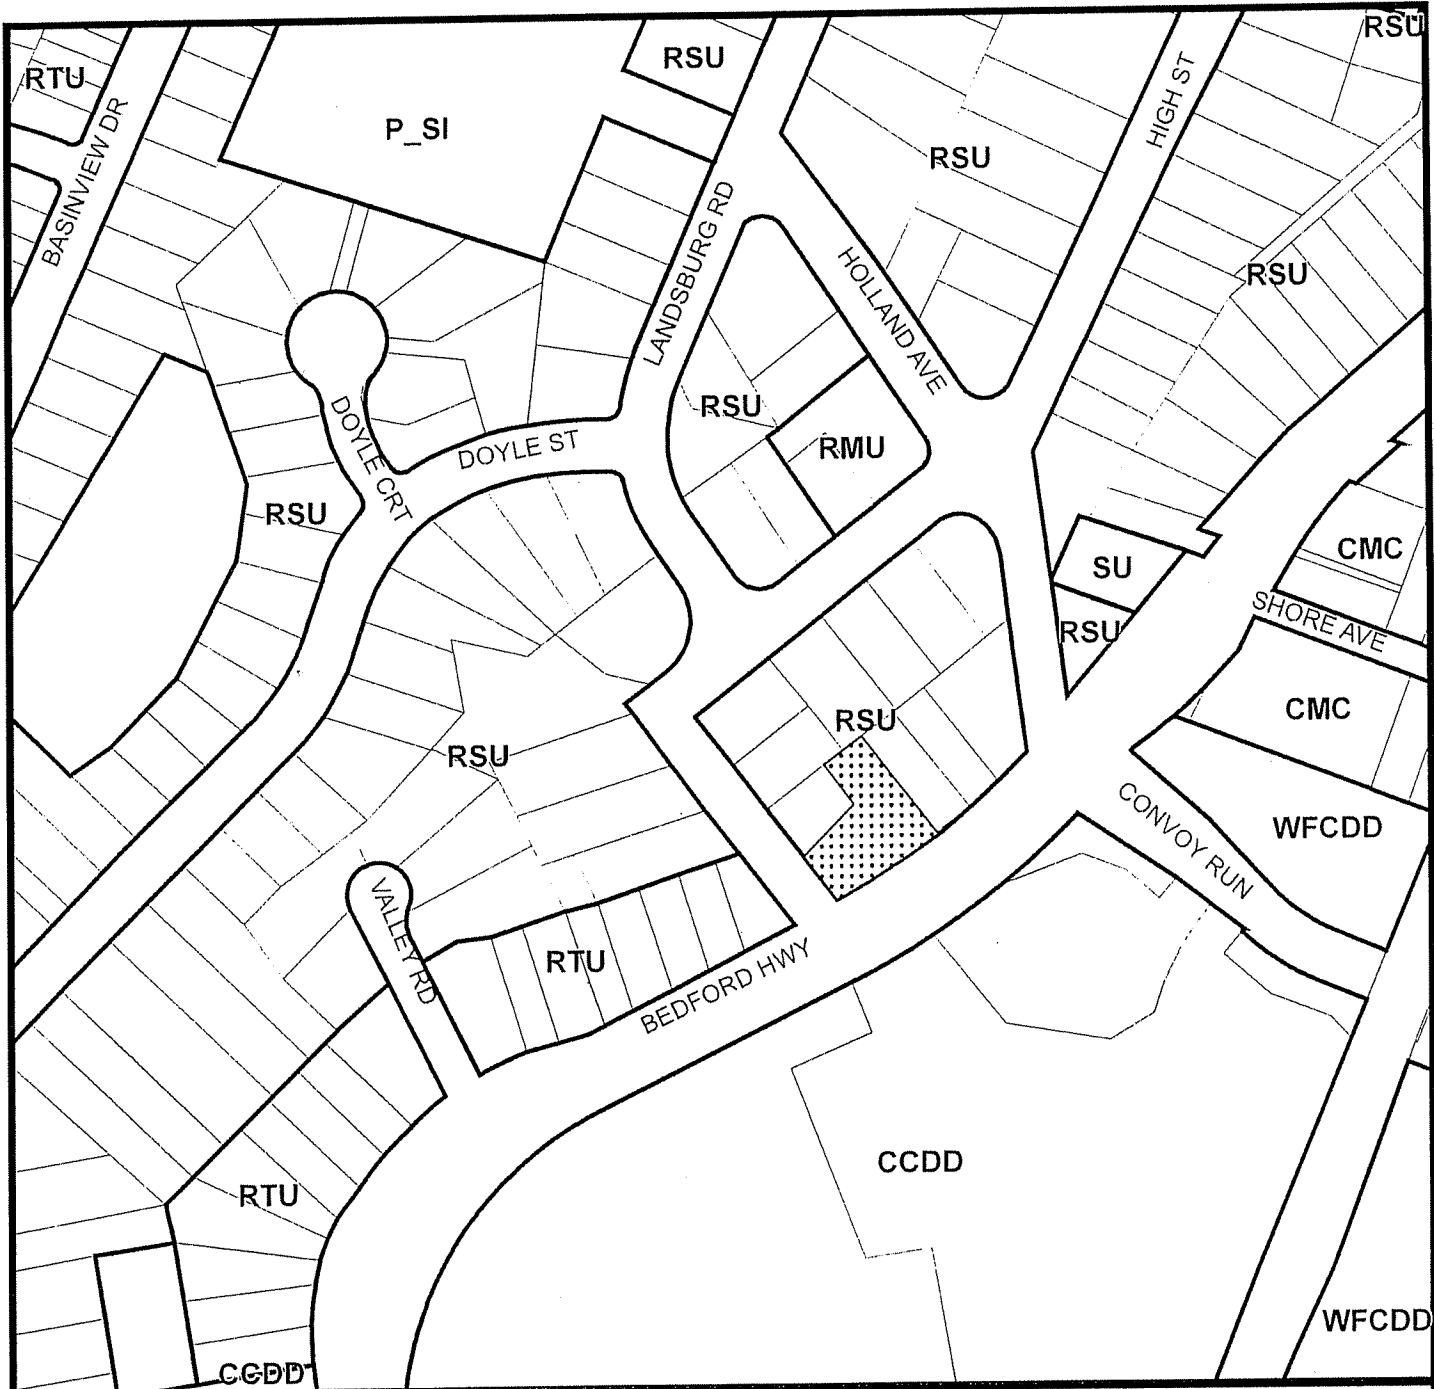 RSU
RSU
RTU
P_SI
HIGH ST
BASINVIEW DR
RSU
LANDSBURG RD
HOLLAND AVE
RSU
RSU
RMU
DOYLE ST
DOYLE CRT
RSU
CMC
SU
SHORE AVE
RSU
CMC
RSU
RSU
CONVOY RUN
WFCDD
VALLEY RD
RTU
BEDFORD HWY
CCDD
RTU
WFCDD
CCDD